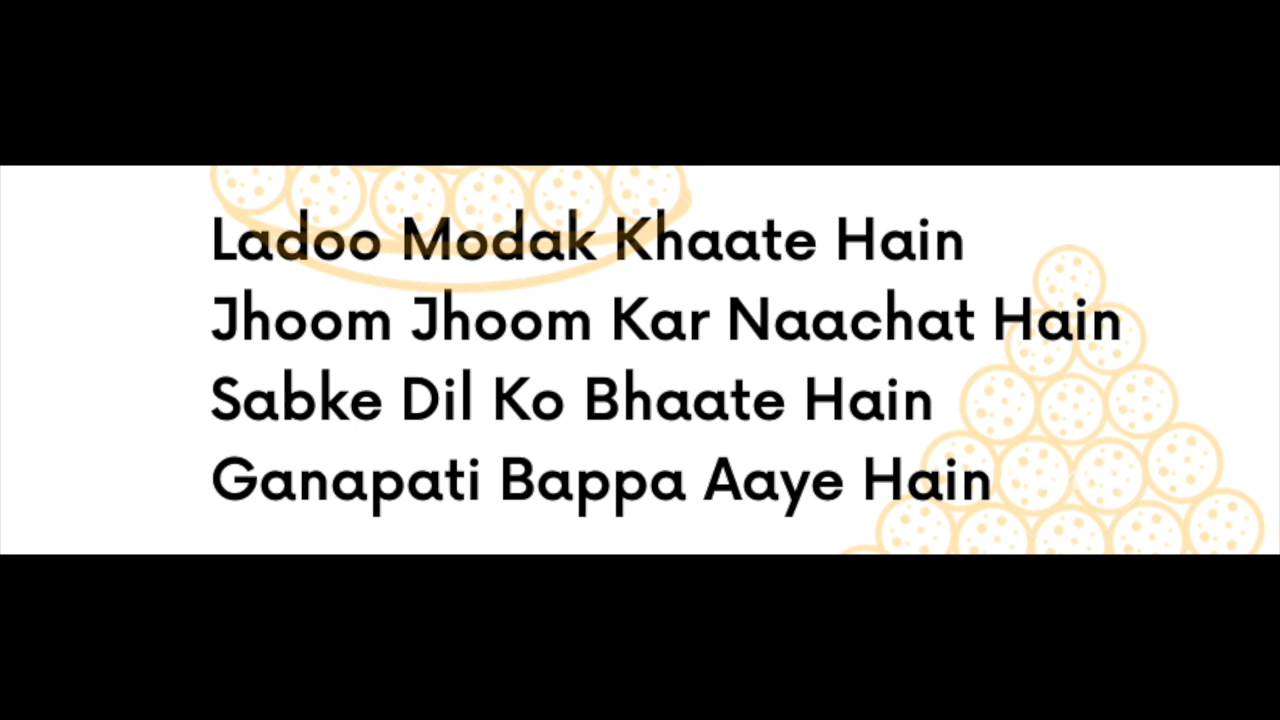 Ladoo Modak Khaate Hain
Jhoom Jhoom Kar Naachat Hain
Sabke Dil Ko Bhaate Hain
Ganapati Bappa Aaye Hain